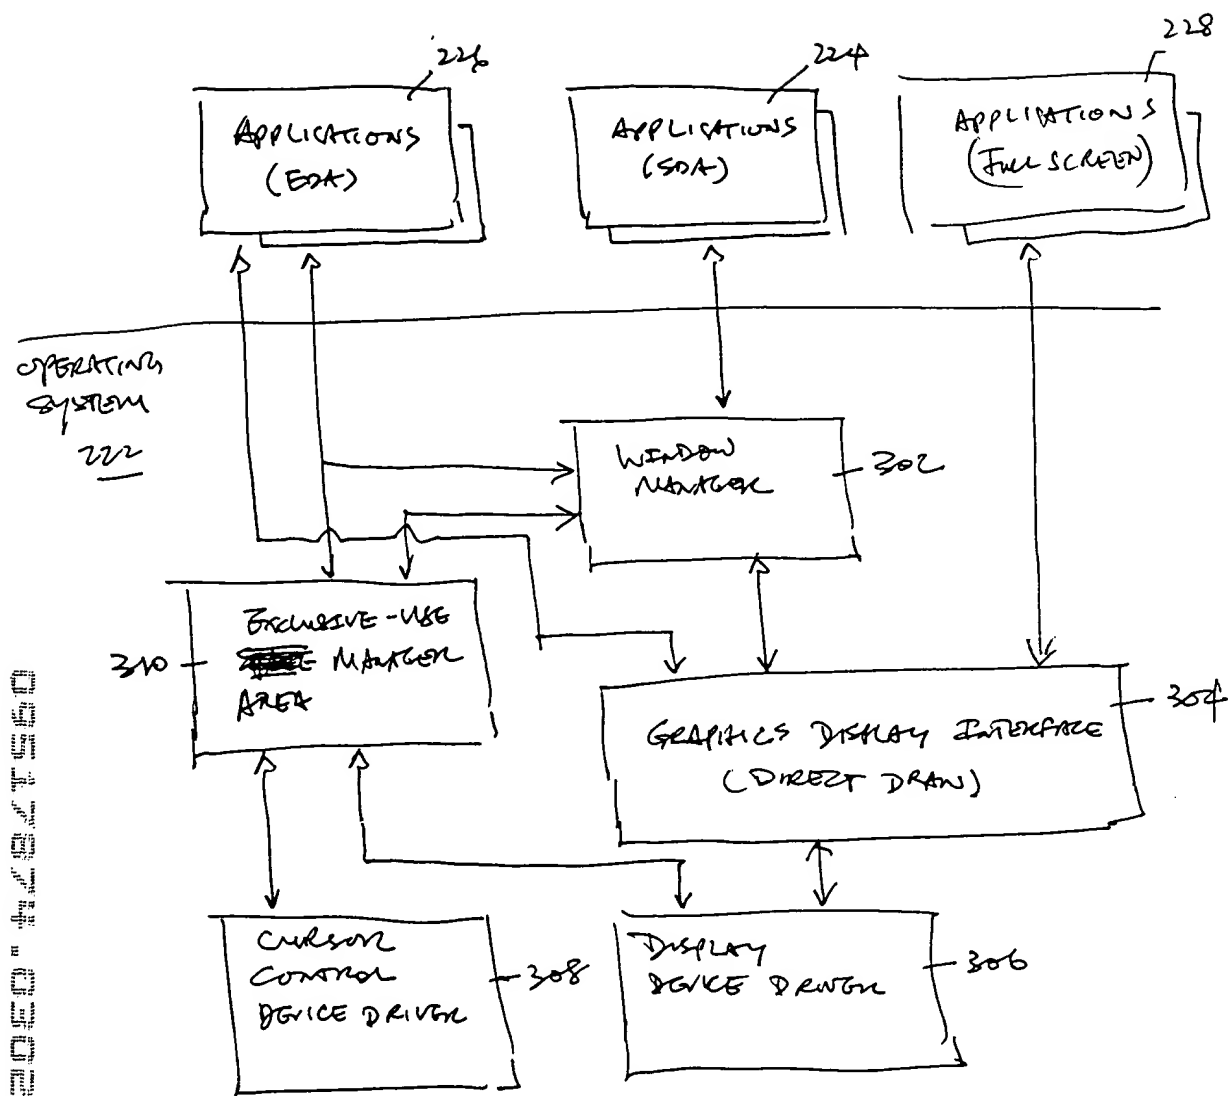 226
APPLICATIONS
(EDA)
224
APPLICATIONS
(SDA)
228
APPLICATIONS
(FULL SCREEN)
OPERATING
SYSTEM
222
WINDOW
MANAGER
302
EXCLUSIVE-USE
MANAGER
AREA
310
GRAPHICS DISPLAY INTERFACE
(DIRECT DRAW)
304
CURSOR
CONTROL
DEVICE DRIVER
308
DISPLAY
DEVICE DRIVER
306